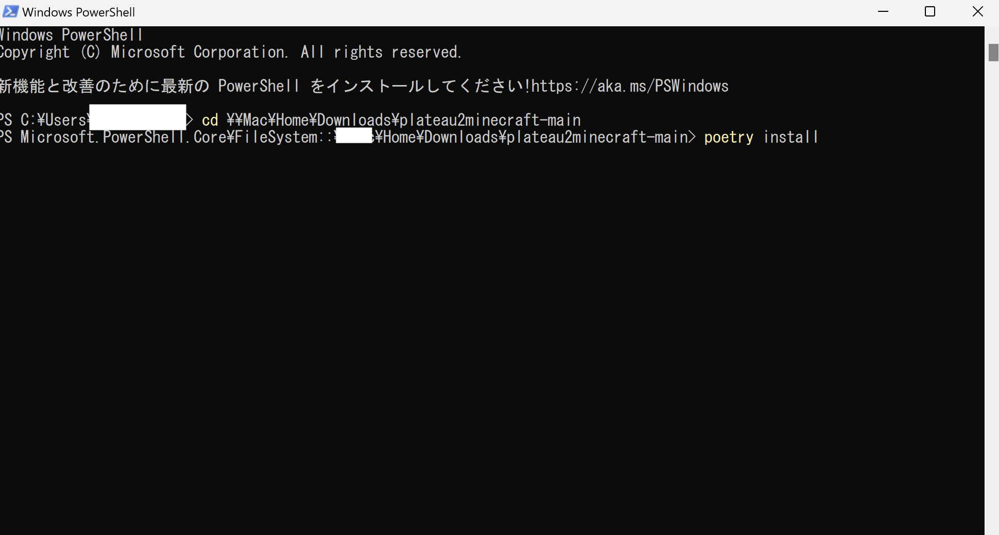 Windows PowerShell
Windows PowerShell
Copyright (C) Microsoft Corporation. All rights reserved.
新機能と改善のために最新の PowerShell をインストールしてください!https://aka.ms/PSWindows
PS C:¥Users¥ > cd ¥¥Mac¥Home¥Downloads¥plateau2minecraft-main
PS Microsoft.PowerShell.Core¥FileSystem::¥ c¥Home¥Downloads¥plateau2minecraft-main> poetry install